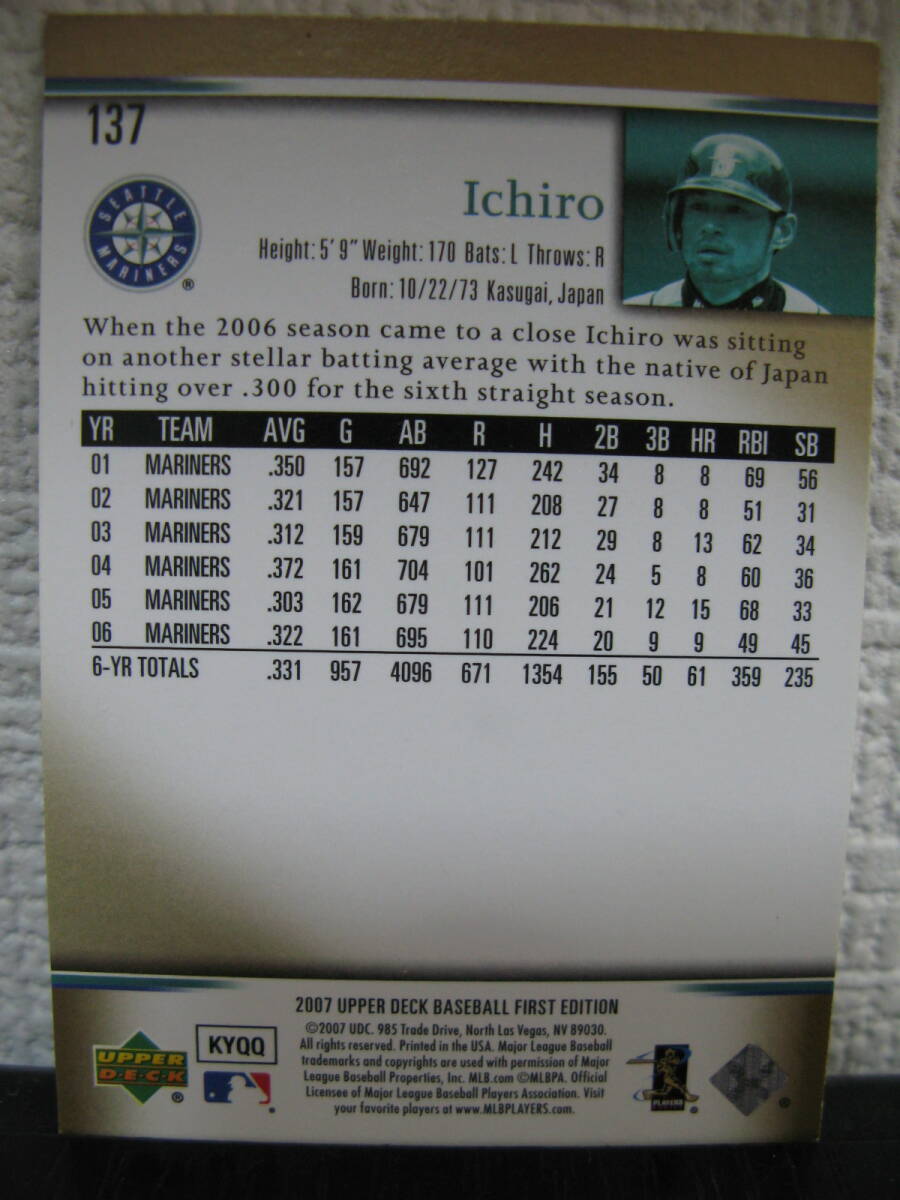 137
SEATTLE MARINERS ®
Ichiro
Height: 5' 9" Weight: 170 Bats: L Throws: R
Born: 10/22/73 Kasugai, Japan
When the 2006 season came to a close Ichiro was sitting
on another stellar batting average with the native of Japan
hitting over .300 for the sixth straight season.
YR TEAM AVG G AB R H 2B 3B HR RBI SB
01 MARINERS .350 157 692 127 242 34 8 8 69 56
02 MARINERS .321 157 647 111 208 27 8 8 51 31
03 MARINERS .312 159 679 111 212 29 8 13 62 34
04 MARINERS .372 161 704 101 262 24 5 8 60 36
05 MARINERS .303 162 679 111 206 21 12 15 68 33
06 MARINERS .322 161 695 110 224 20 9 9 49 45
6-YR TOTALS .331 957 4096 671 1354 155 50 61 359 235
2007 UPPER DECK BASEBALL FIRST EDITION
©2007 UDC. 985 Trade Drive, North Las Vegas, NV 89030.
All rights reserved. Printed in the USA. Major League Baseball
trademarks and copyrights are used with permission of Major
League Baseball Properties, Inc. MLB.com ©MLBPA. Official
Licensee of Major League Baseball Players Association. Visit
your favorite players at www.MLBPLAYERS.com.
UPPER
D·E·C·K ®
KYQQ
PLAYERS